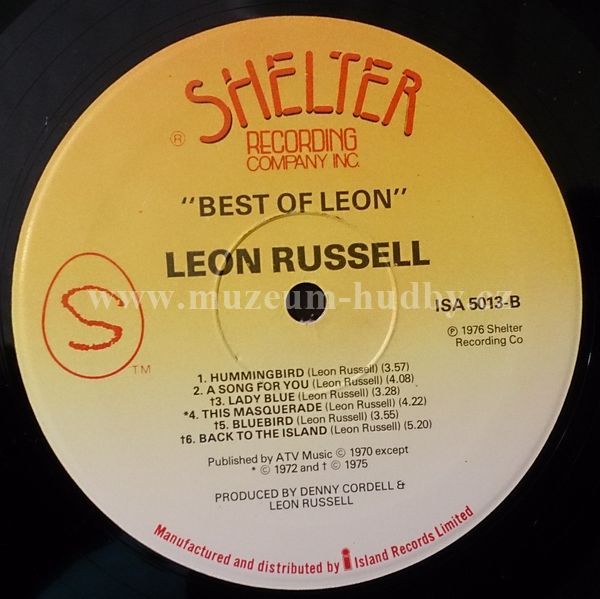 SHELTER
®
RECORDING
COMPANY INC.
"BEST OF LEON"
LEON RUSSELL
www.muzeum-hudby.cz
S
TM
ISA 5013-B
℗ 1976 Shelter
Recording Co
1. HUMMINGBIRD (Leon Russell) (3.57)
2. A SONG FOR YOU (Leon Russell) (4.08)
†3. LADY BLUE (Leon Russell) (3.28)
*4. THIS MASQUERADE (Leon Russell) (4.22)
†5. BLUEBIRD (Leon Russell) (3.55)
†6. BACK TO THE ISLAND (Leon Russell) (5.20)
Published by ATV Music © 1970 except
* © 1972 and † © 1975
PRODUCED BY DENNY CORDELL &
LEON RUSSELL
Manufactured and distributed by i Island Records Limited